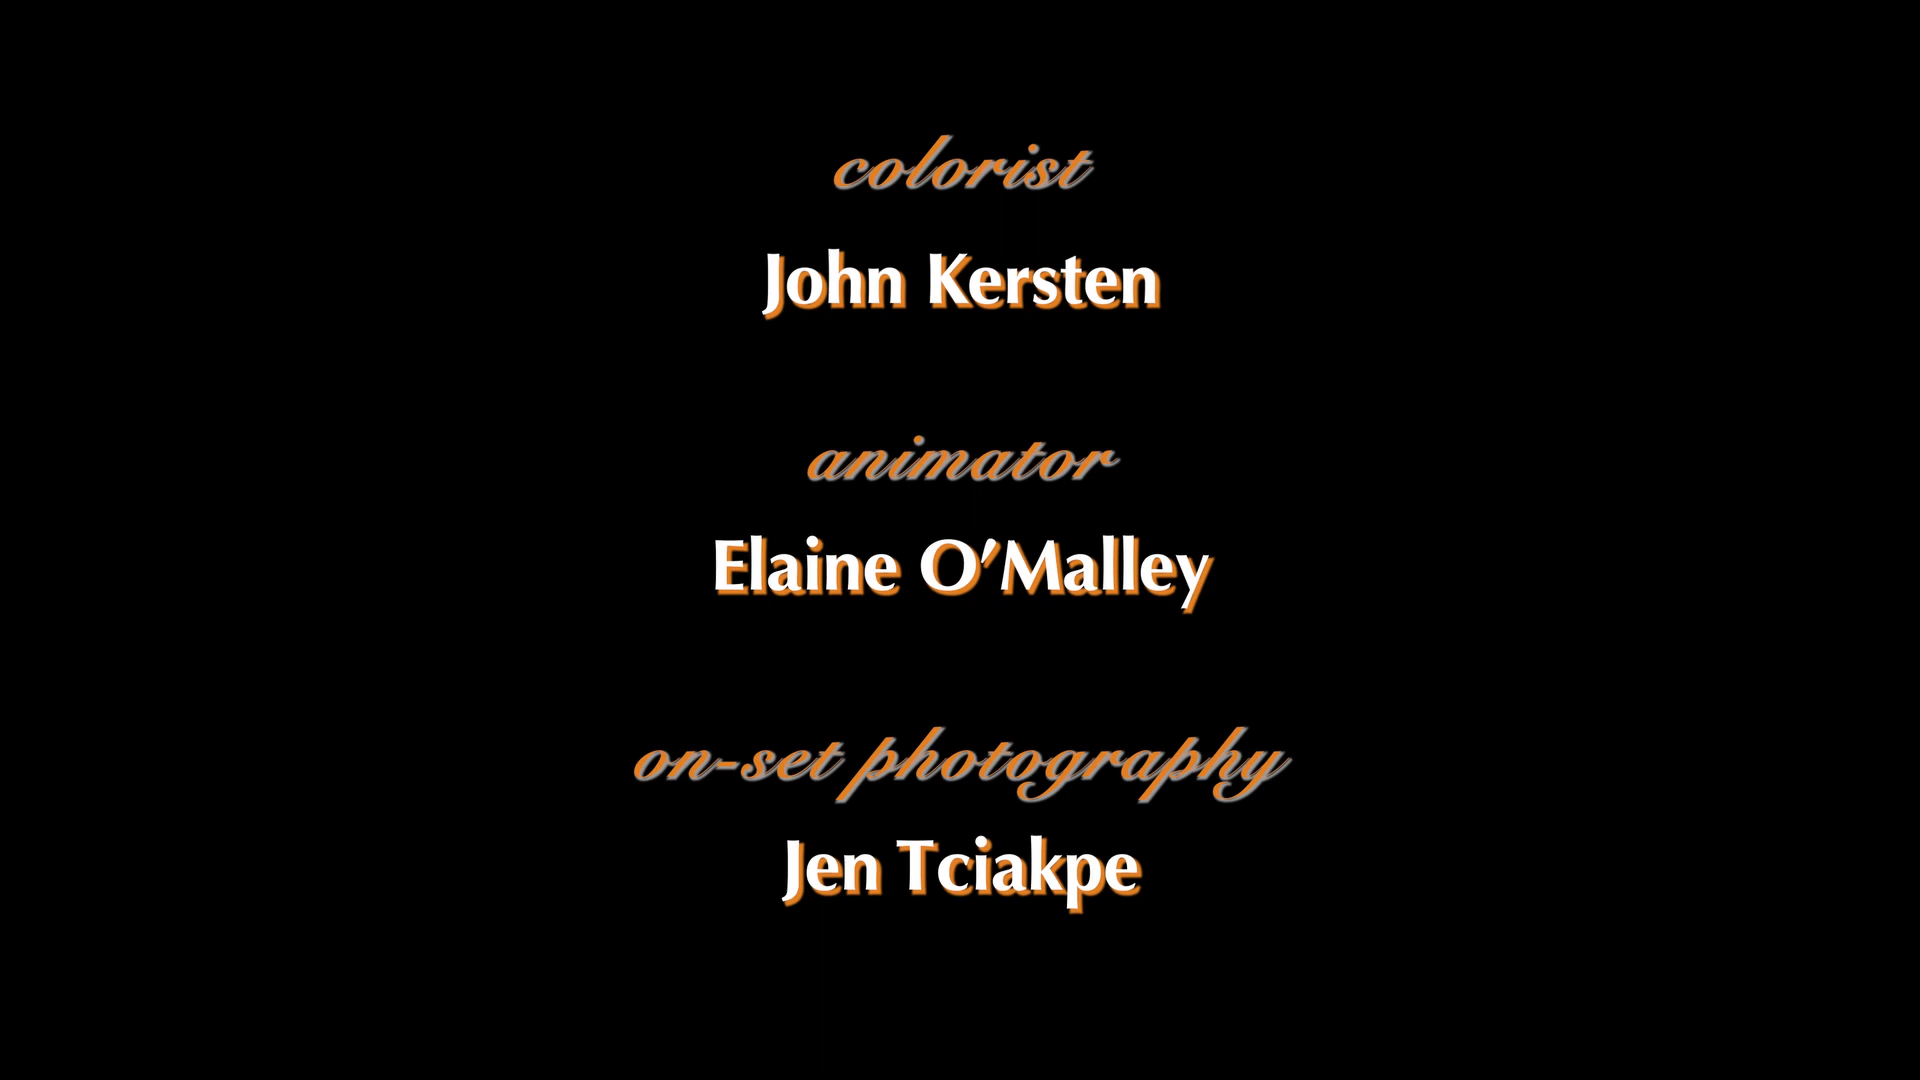 colorist
John Kersten
animator
Elaine O’Malley
on-set photography
Jen Tciakpe